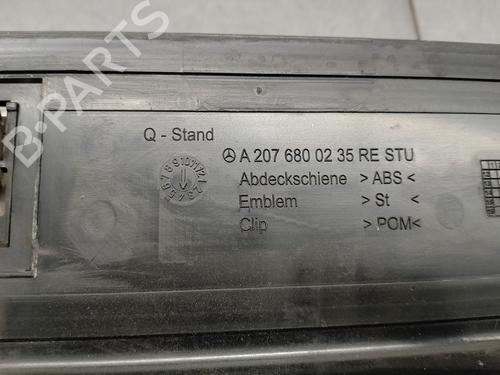 Q - Stand
A 207 680 02 35 RE STU
Abdeckschiene >ABS<
Emblem >St <
Clip >POM<
B-Parts